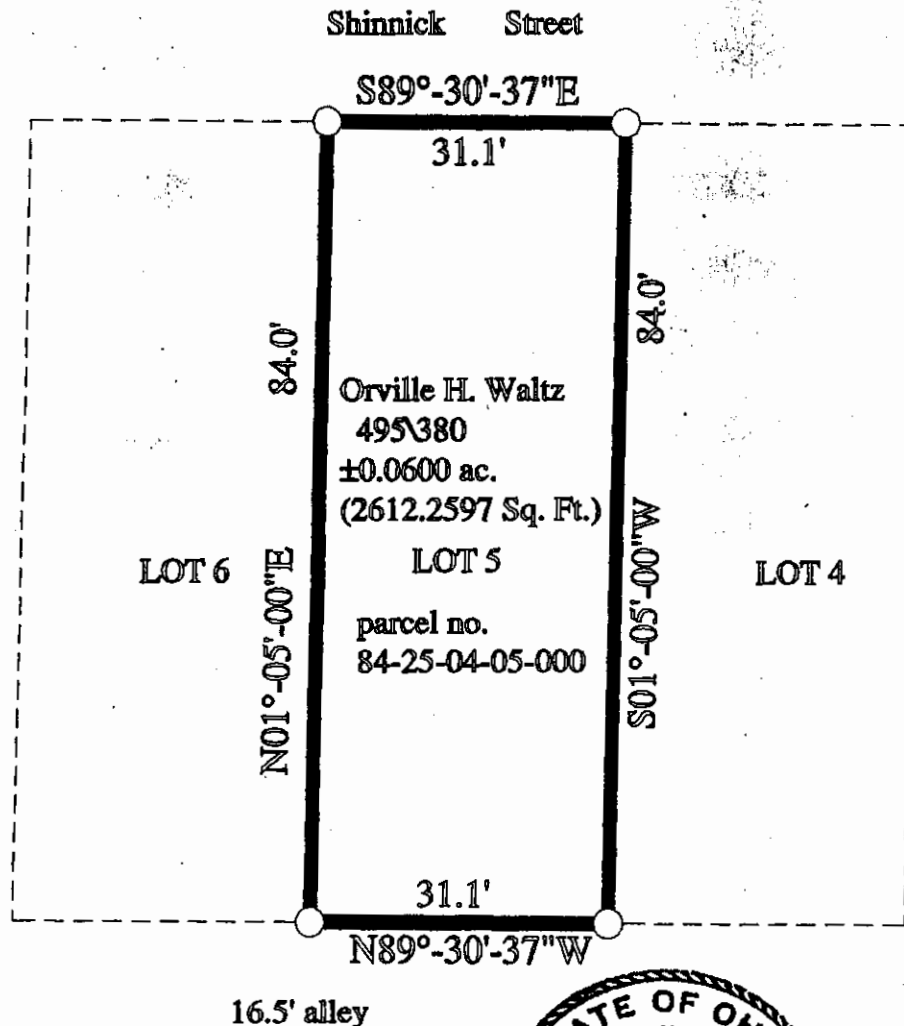 Shinnick Street
S89°-30'-37"E
31.1'
84.0'
84.0'
Orville H. Waltz
495\380
±0.0600 ac.
(2612.2597 Sq. Ft.)
LOT 6
LOT 5
LOT 4
N01°-05'-00"E
S01°-05'-00"W
parcel no.
84-25-04-05-000
31.1'
N89°-30'-37"W
16.5' alley
OF